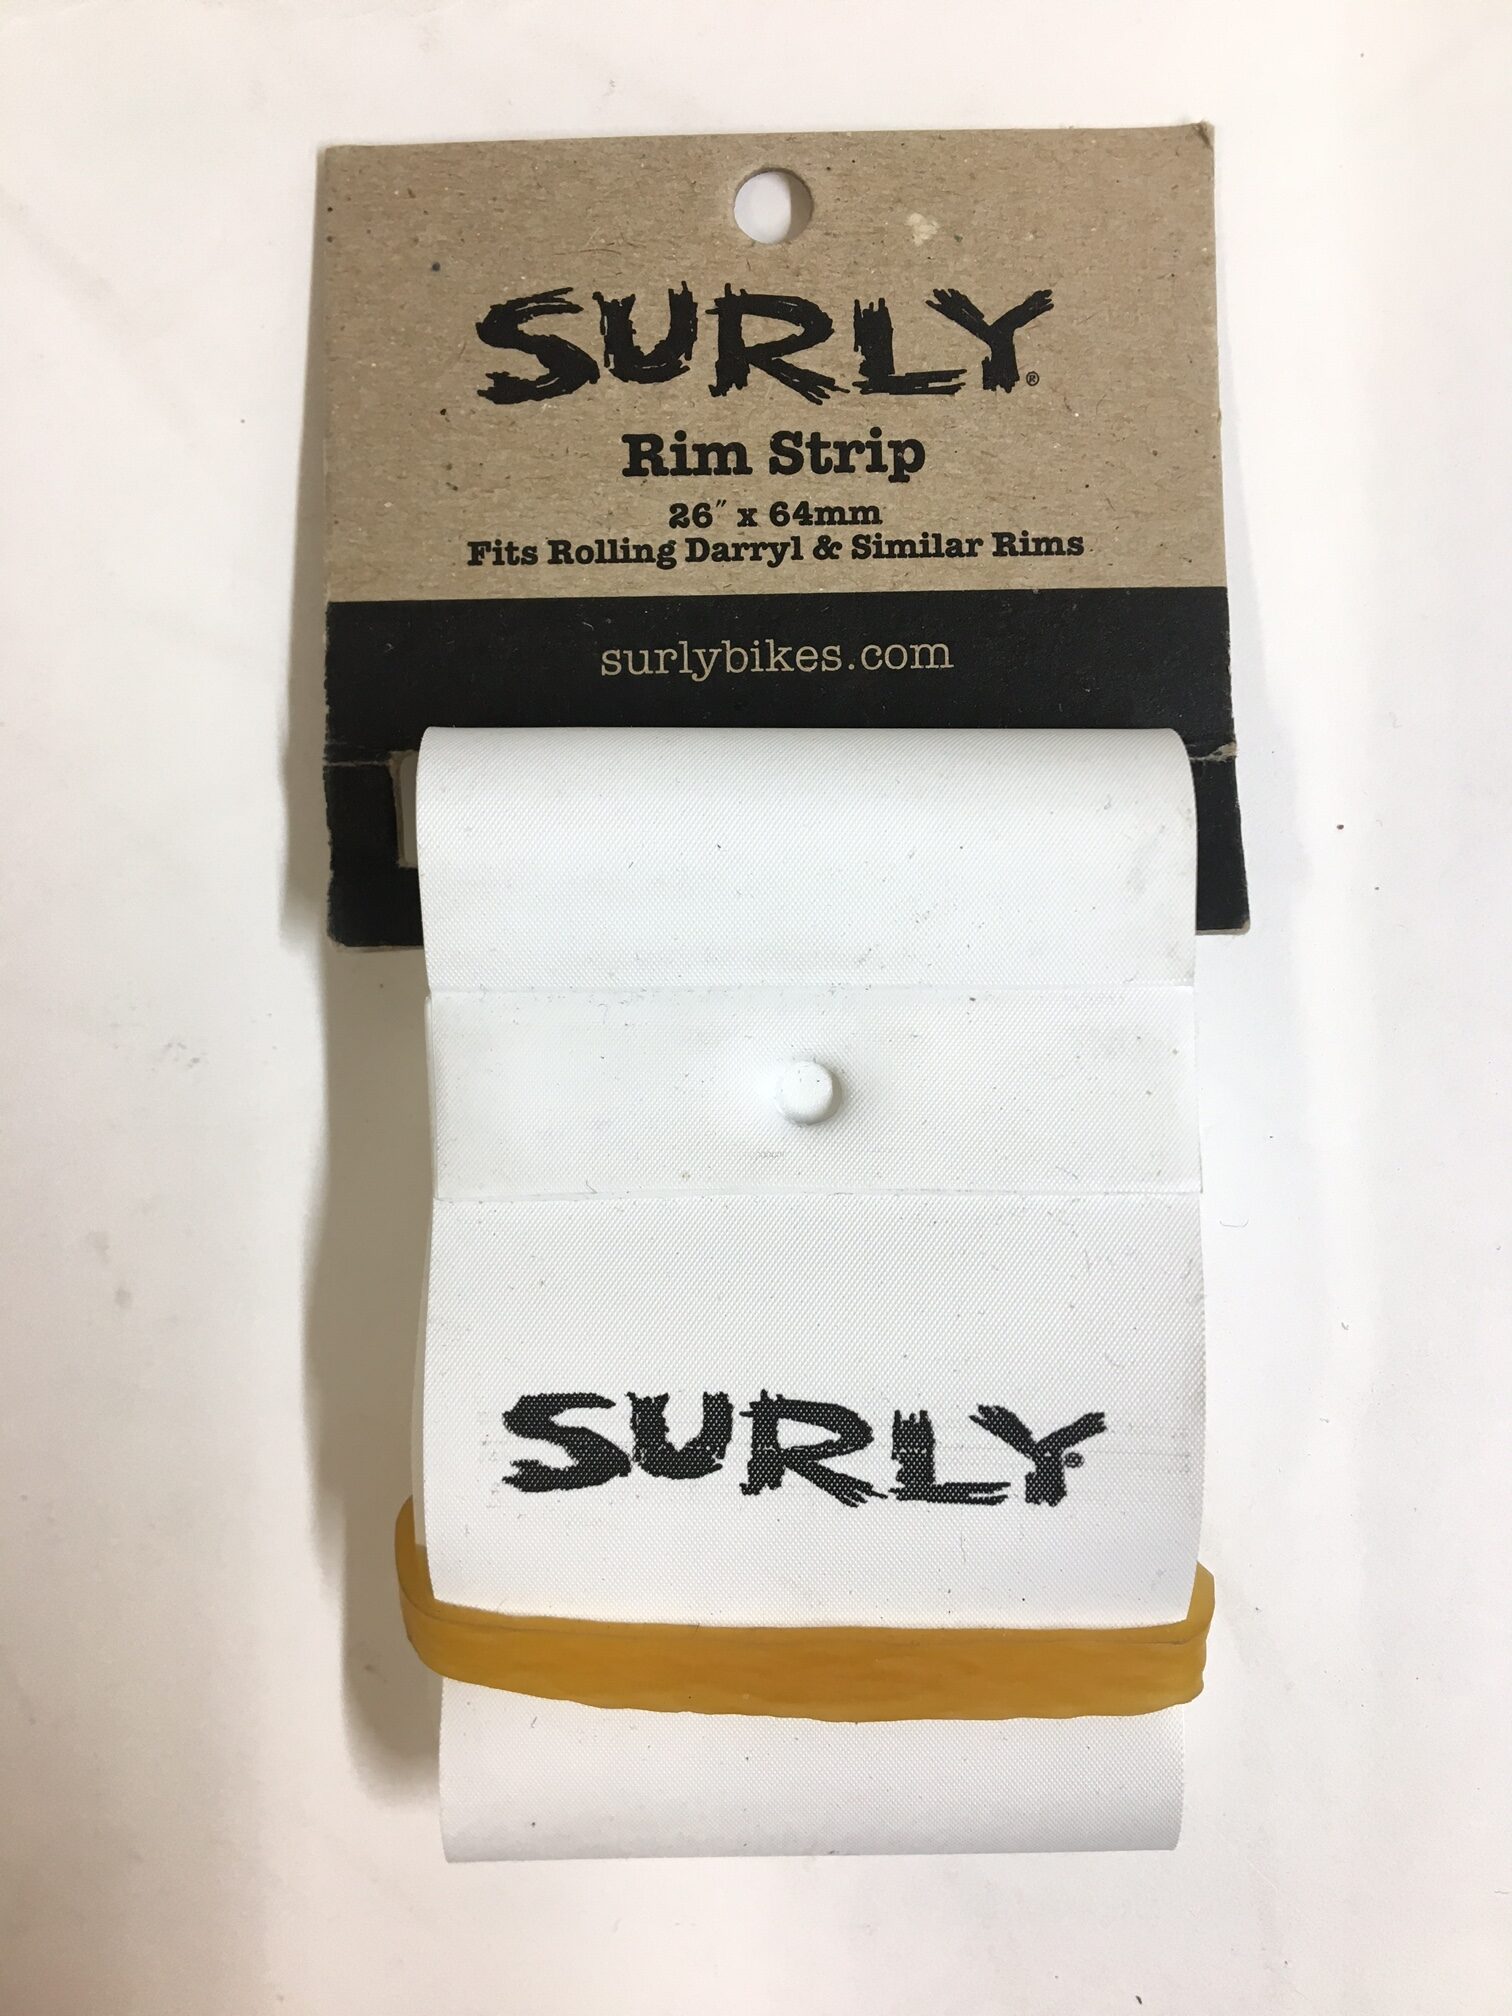 SURLY®
Rim Strip
26" x 64mm
Fits Rolling Darryl & Similar Rims
surlybikes.com
SURLY®